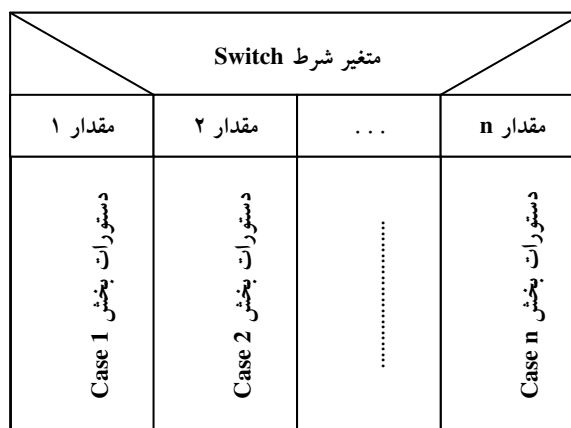 متغیر شرط Switch
مقدار ۱
مقدار ۲
. . .
مقدار n
دستورات بخش Case 1
دستورات بخش Case 2
................................
دستورات بخش Case n